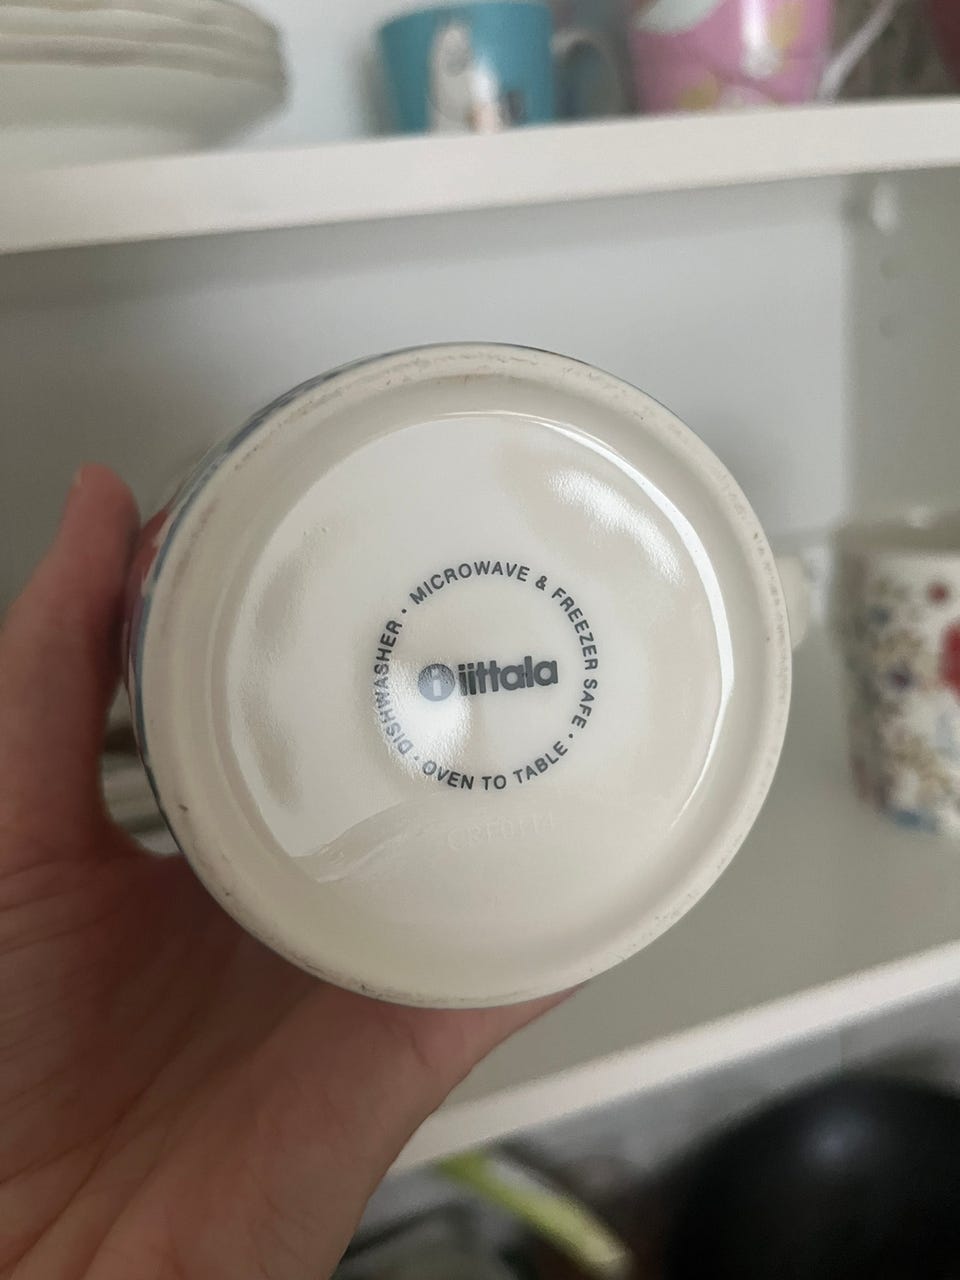 DISHWASHER · MICROWAVE & FREEZER SAFE · OVEN TO TABLE ·
i iittala